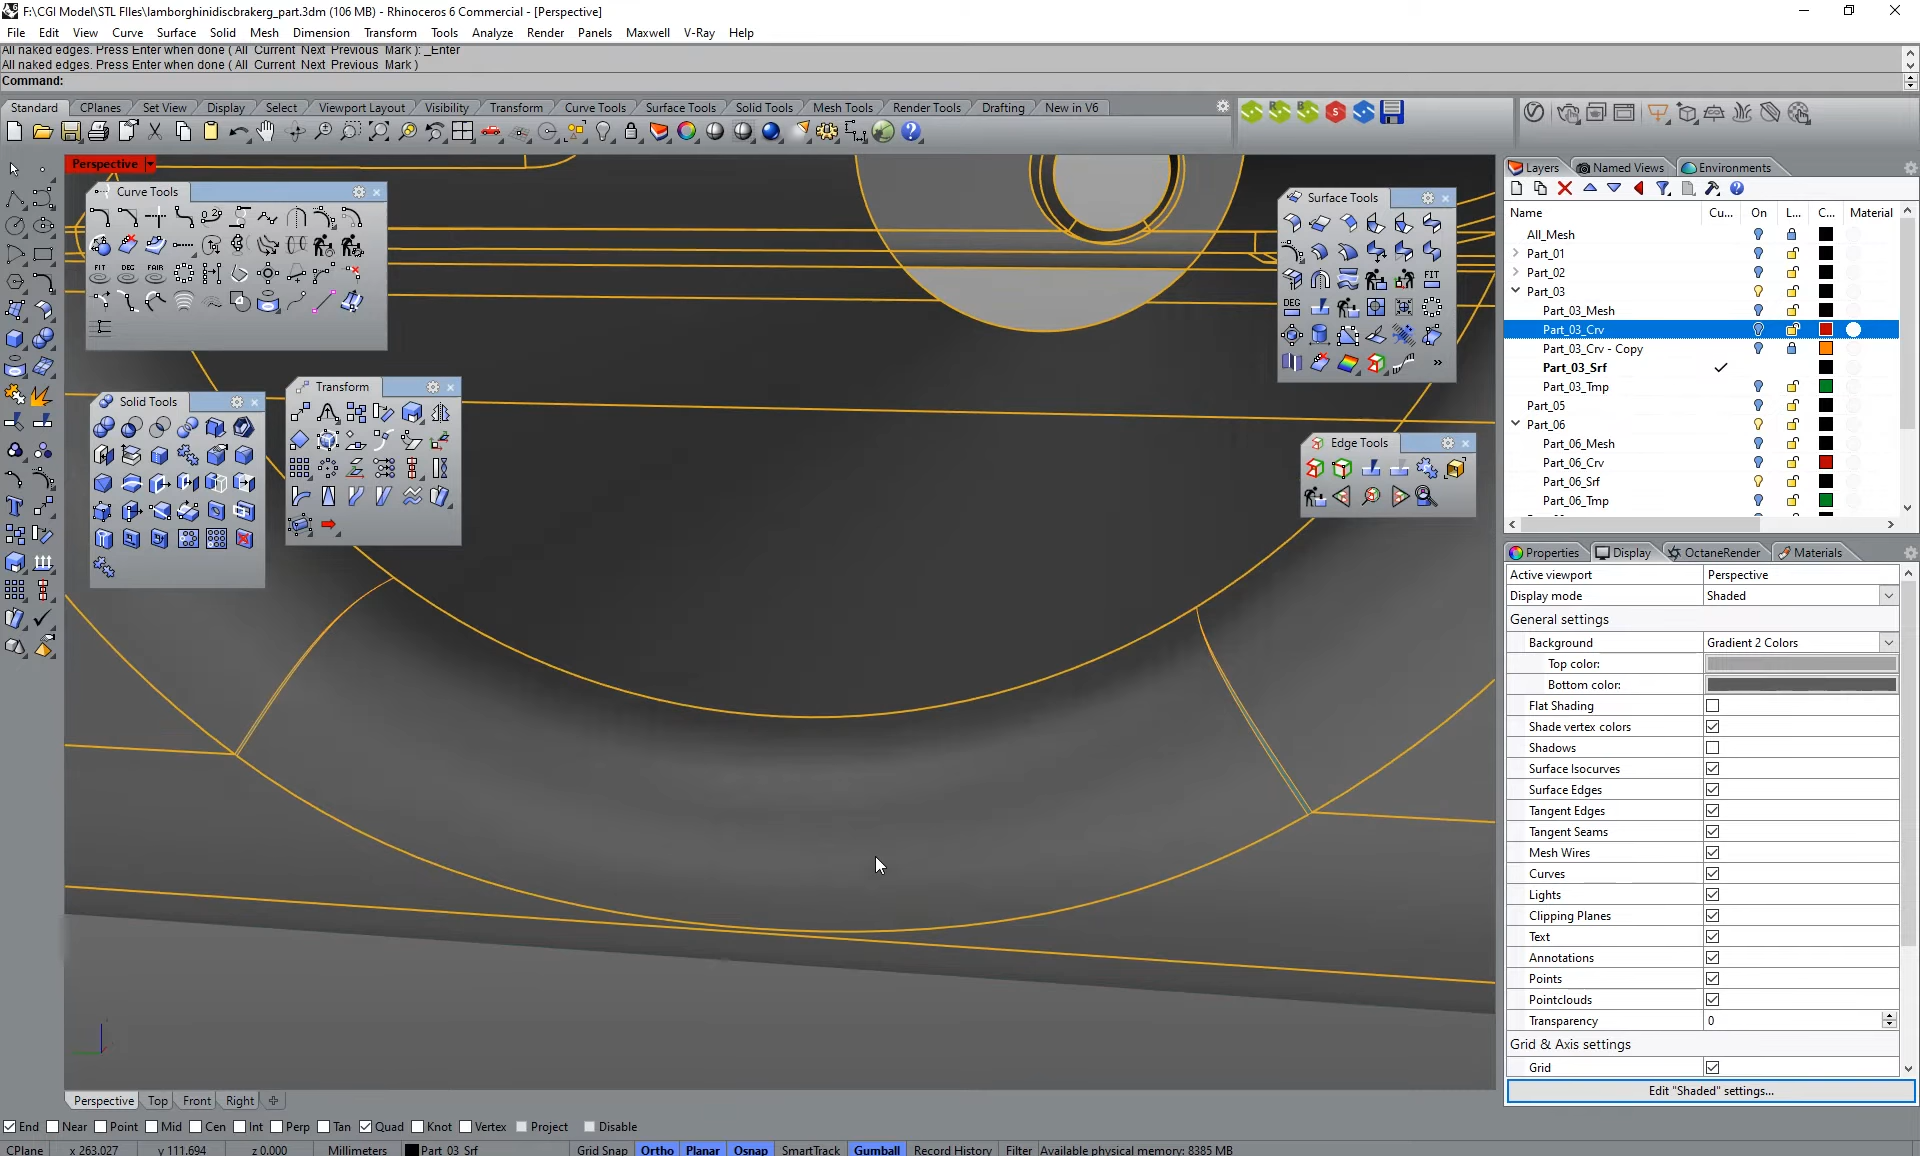 F:\CGI Model\STL FIles\lamborghinidiscbrakerg_part.3dm (106 MB) - Rhinoceros 6 Commercial - [Perspective]
File Edit View Curve Surface Solid Mesh Dimension Transform Tools Analyze Render Panels Maxwell V-Ray Help
All naked edges. Press Enter when done ( All Current Next Previous Mark ): _Enter
All naked edges. Press Enter when done ( All Current Next Previous Mark )
Command:
Standard CPlanes Set View Display Select Viewport Layout Visibility Transform Curve Tools Surface Tools Solid Tools Mesh Tools Render Tools Drafting New in V6
Perspective
Curve Tools
FIT DEG FAIR
Solid Tools
Transform
Surface Tools
FIT
DEG
Edge Tools
Layers Named Views Environments
Name Cu... On L... C... Material
All_Mesh
Part_01
Part_02
Part_03
Part_03_Mesh
Part_03_Crv
Part_03_Crv - Copy
Part_03_Srf
Part_03_Tmp
Part_05
Part_06
Part_06_Mesh
Part_06_Crv
Part_06_Srf
Part_06_Tmp
Properties Display OctaneRender Materials
Active viewport Perspective
Display mode Shaded
General settings
Background Gradient 2 Colors
Top color:
Bottom color:
Flat Shading
Shade vertex colors
Shadows
Surface Isocurves
Surface Edges
Tangent Edges
Tangent Seams
Mesh Wires
Curves
Lights
Clipping Planes
Text
Annotations
Points
Pointclouds
Transparency 0
Grid & Axis settings
Grid
Edit "Shaded" settings...
Perspective Top Front Right
End Near Point Mid Cen Int Perp Tan Quad Knot Vertex Project Disable
CPlane x 263.027 y 111.694 z 0.000 Millimeters Part_03_Srf Grid Snap Ortho Planar Osnap SmartTrack Gumball Record History Filter Available physical memory: 8385 MB